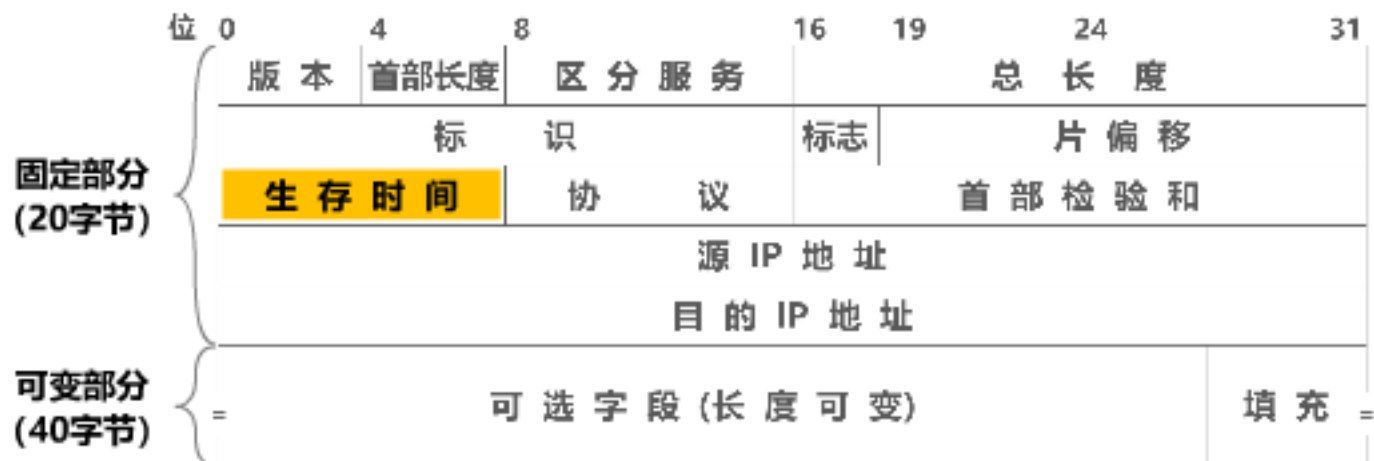 位 0 4 8 16 19 24 31
版 本 首部长度 区 分 服 务 总 长 度
标 识 标志 片 偏 移
固定部分
(20字节)
生 存 时 间 协 议 首 部 检 验 和
源 IP 地 址
目 的 IP 地 址
可变部分
(40字节)
= 可 选 字 段 (长 度 可 变) 填 充 =